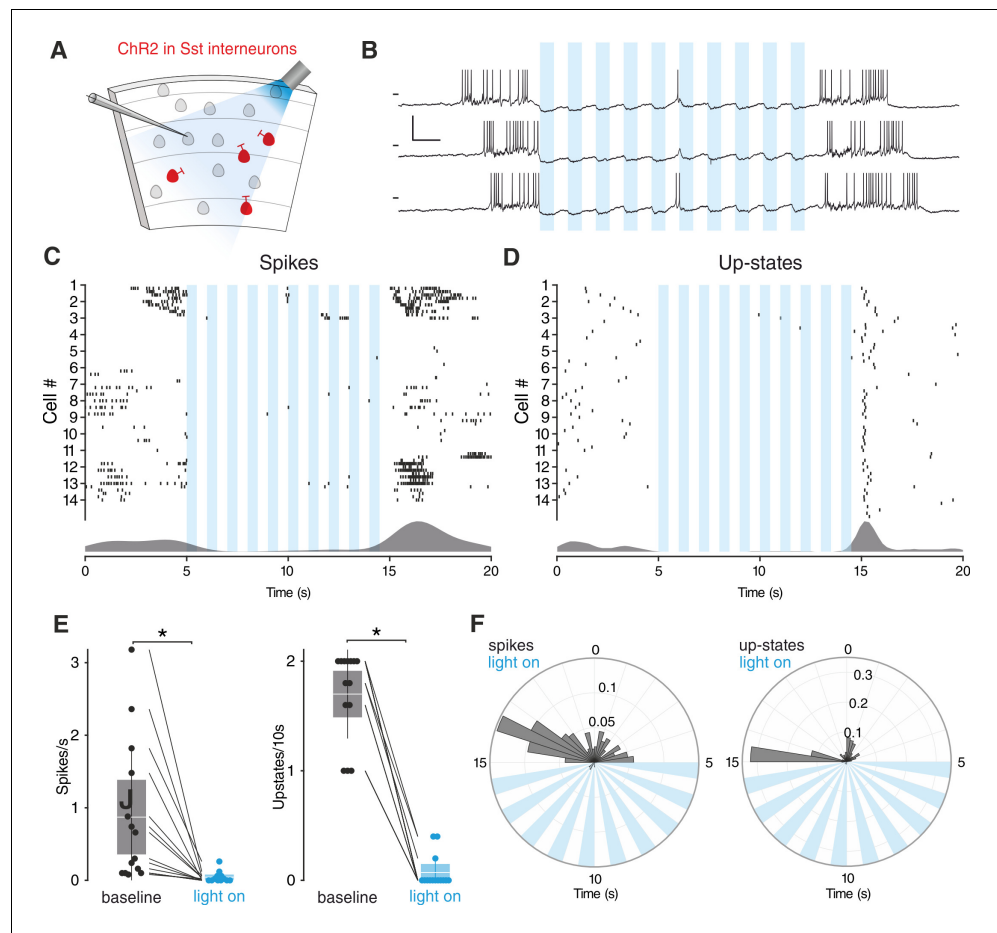 A
ChR2 in Sst interneurons
B
C
Spikes
Cell #
1
2
3
4
5
6
7
8
9
10
11
12
13
14
0 5 10 15 20
Time (s)
D
Up-states
Cell #
1
2
3
4
5
6
7
8
9
10
11
12
13
14
0 5 10 15 20
Time (s)
E
*
Spikes/s
3
2
1
0
J
baseline light on
*
Upstates/10s
2
1
0
baseline light on
F
spikes
light on
0
0.1
0.05
15 5
10
Time (s)
up-states
light on
0
0.3
0.2
0.1
15 5
10
Time (s)